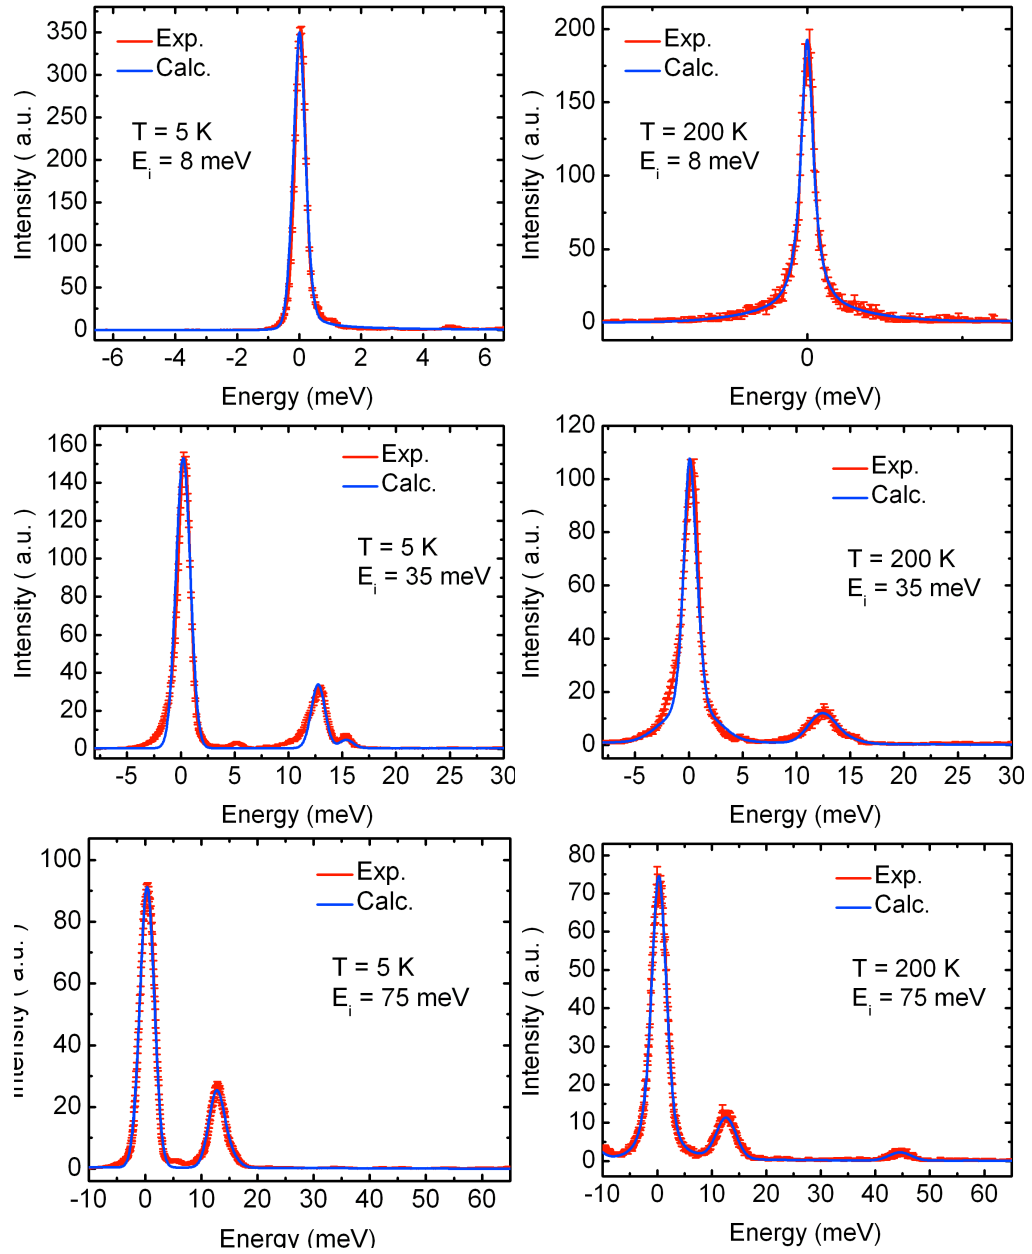 350
300
250
200
150
100
50
0
Intensity ( a.u. )
Exp.
Calc.
T = 5 K
E_i = 8 meV
-6 -4 -2 0 2 4 6
Energy (meV)
200
150
100
50
0
Intensity ( a.u. )
Exp.
Calc.
T = 200 K
E_i = 8 meV
0
Energy (meV)
160
140
120
100
80
60
40
20
0
Intensity ( a.u. )
Exp.
Calc.
T = 5 K
E_i = 35 meV
-5 0 5 10 15 20 25 30
Energy (meV)
120
100
80
60
40
20
0
Intensity ( a.u. )
Exp.
Calc.
T = 200 K
E_i = 35 meV
-5 0 5 10 15 20 25 30
Energy (meV)
100
80
60
40
20
0
Intensity ( a.u. )
Exp.
Calc.
T = 5 K
E_i = 75 meV
-10 0 10 20 30 40 50 60
Energy (meV)
80
70
60
50
40
30
20
10
0
Intensity ( a.u. )
Exp.
Calc.
T = 200 K
E_i = 75 meV
-10 0 10 20 30 40 50 60
Energy (meV)